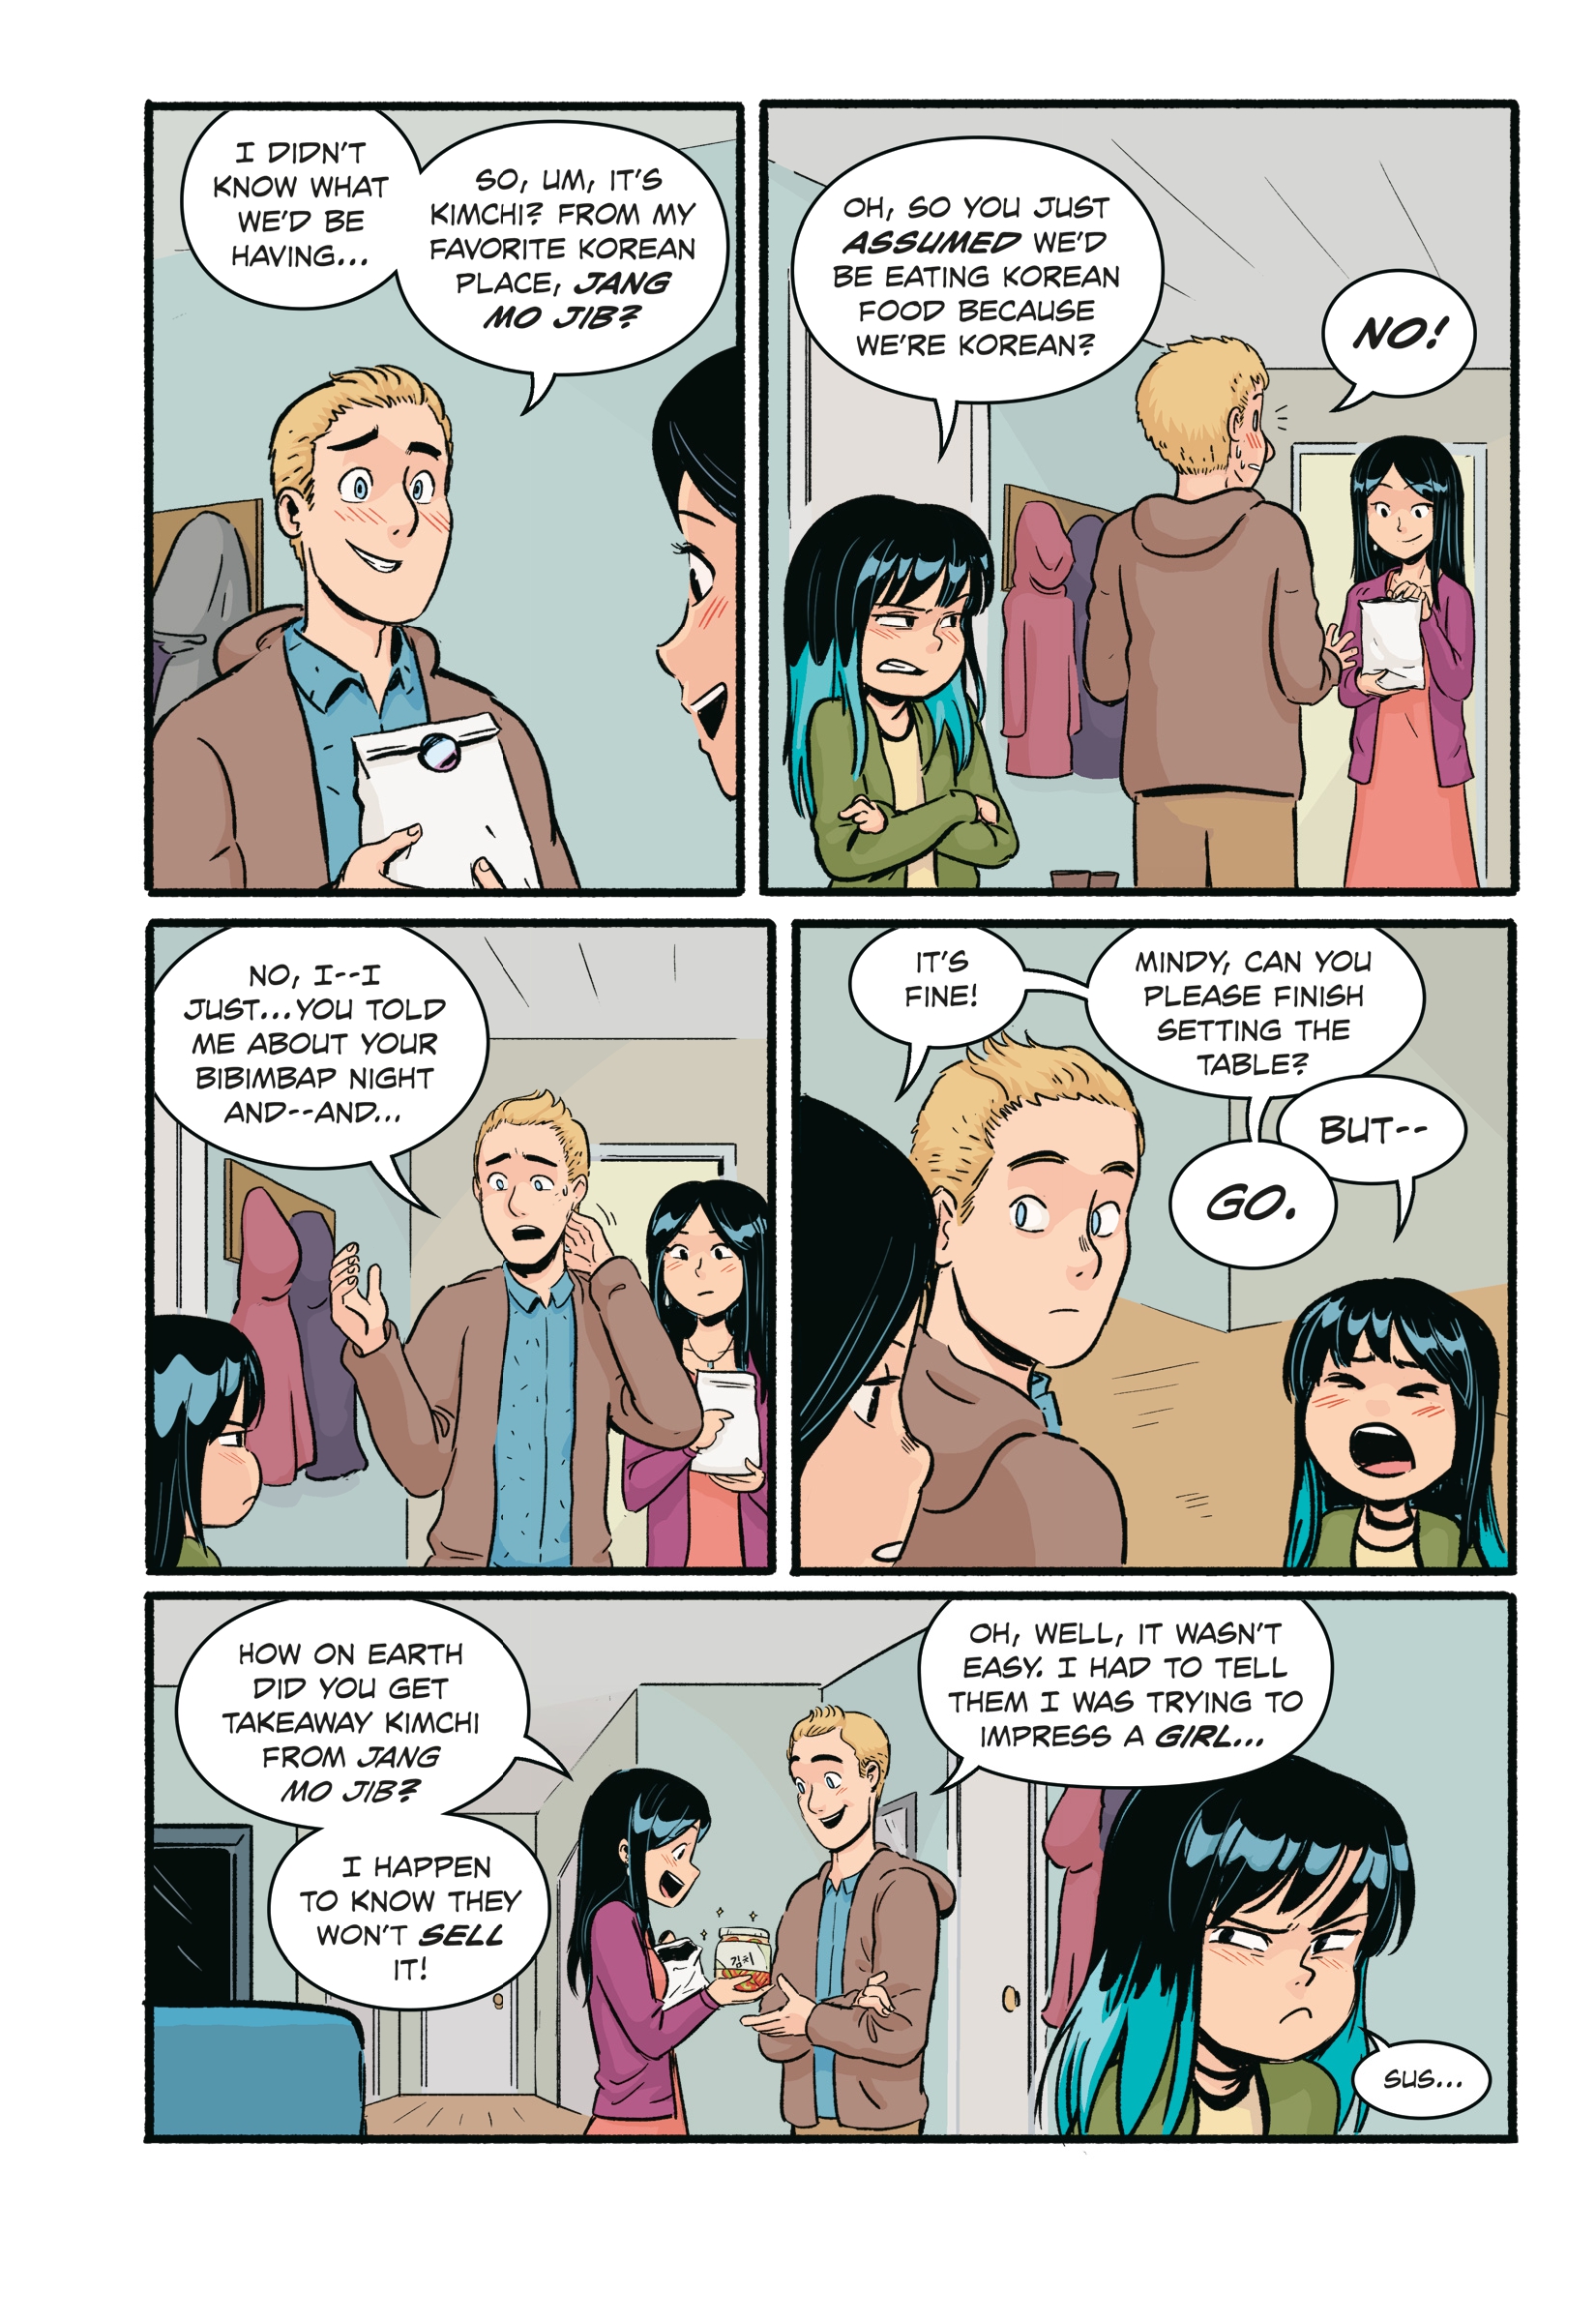 I DIDN'T
KNOW WHAT
WE'D BE
HAVING...
SO, UM, IT'S
KIMCHI? FROM MY
FAVORITE KOREAN
PLACE, JANG
MO JIB?
OH, SO YOU JUST
ASSUMED WE'D
BE EATING KOREAN
FOOD BECAUSE
WE'RE KOREAN?
NO!
NO, I--I
JUST...YOU TOLD
ME ABOUT YOUR
BIBIMBAP NIGHT
AND--AND...
IT'S
FINE!
MINDY, CAN YOU
PLEASE FINISH
SETTING THE
TABLE?
BUT--
GO.
HOW ON EARTH
DID YOU GET
TAKEAWAY KIMCHI
FROM JANG
MO JIB?
I HAPPEN
TO KNOW THEY
WON'T SELL
IT!
김치
OH, WELL, IT WASN'T
EASY. I HAD TO TELL
THEM I WAS TRYING TO
IMPRESS A GIRL...
SUS...